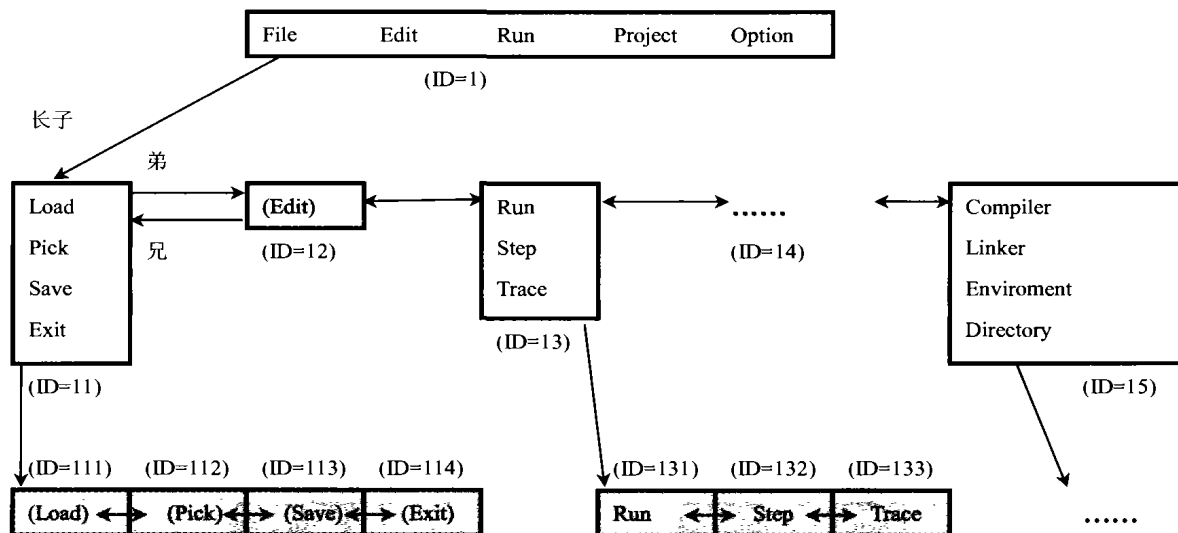 File Edit Run Project Option
(ID=1)
长子
弟
Load
Pick
Save
Exit
兄
(ID=11)
(Edit)
(ID=12)
Run
Step
Trace
(ID=13)
......
(ID=14)
Compiler
Linker
Enviroment
Directory
(ID=15)
(ID=111) (ID=112) (ID=113) (ID=114)
(Load) (Pick) (Save) (Exit)
(ID=131) (ID=132) (ID=133)
Run Step Trace
......